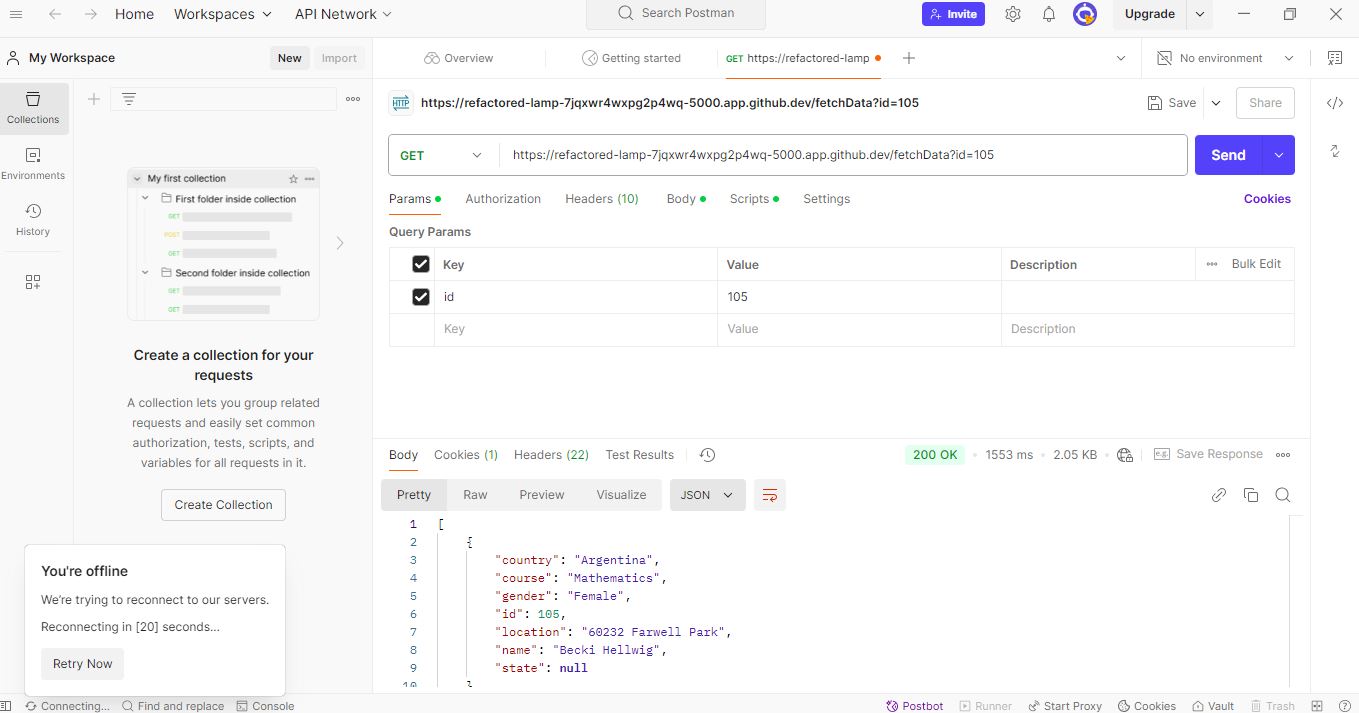 Home Workspaces API Network Search Postman Invite Upgrade
My Workspace New Import Overview Getting started GET https://refactored-lamp No environment
Collections
Environments
History
My first collection
First folder inside collection
GET
POST
GET
Second folder inside collection
GET
GET
Create a collection for your
requests
A collection lets you group related
requests and easily set common
authorization, tests, scripts, and
variables for all requests in it.
Create Collection
You're offline
We're trying to reconnect to our servers.
Reconnecting in [20] seconds...
Retry Now
HTTP https://refactored-lamp-7jqxwr4wxpg2p4wq-5000.app.github.dev/fetchData?id=105 Save Share
GET https://refactored-lamp-7jqxwr4wxpg2p4wq-5000.app.github.dev/fetchData?id=105 Send
Params Authorization Headers (10) Body Scripts Settings Cookies
Query Params
Key Value Description Bulk Edit
id 105
Key Value Description
Body Cookies (1) Headers (22) Test Results 200 OK 1553 ms 2.05 KB e.g. Save Response
Pretty Raw Preview Visualize JSON
1 [
2 {
3 "country": "Argentina",
4 "course": "Mathematics",
5 "gender": "Female",
6 "id": 105,
7 "location": "60232 Farwell Park",
8 "name": "Becki Hellwig",
9 "state": null
10 }
Connecting... Find and replace Console Postbot Runner Start Proxy Cookies Vault Trash